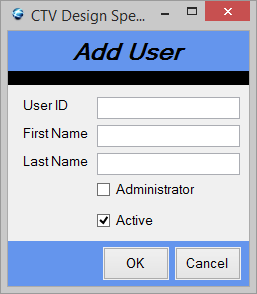 CTV Design Spe...
Add User
User ID
First Name
Last Name
Administrator
Active
OK Cancel